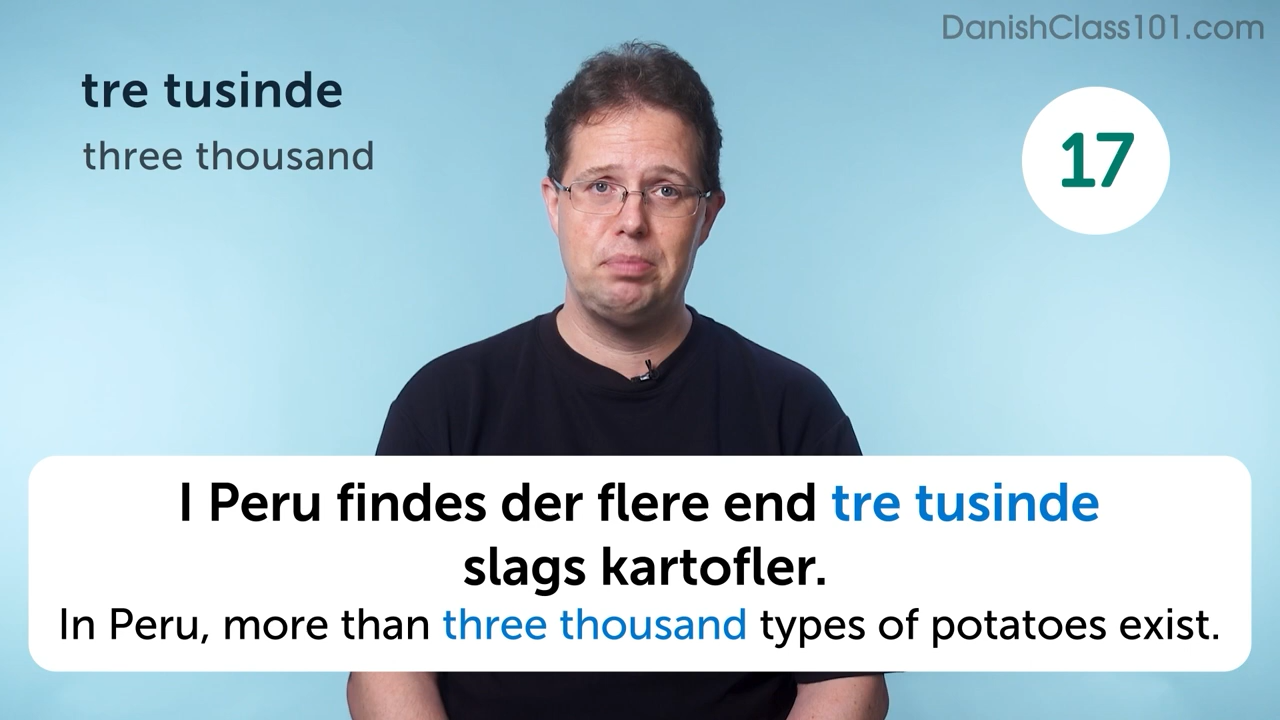 DanishClass101.com
tre tusinde
three thousand
17
I Peru findes der flere end tre tusinde
slags kartofler.
In Peru, more than three thousand types of potatoes exist.